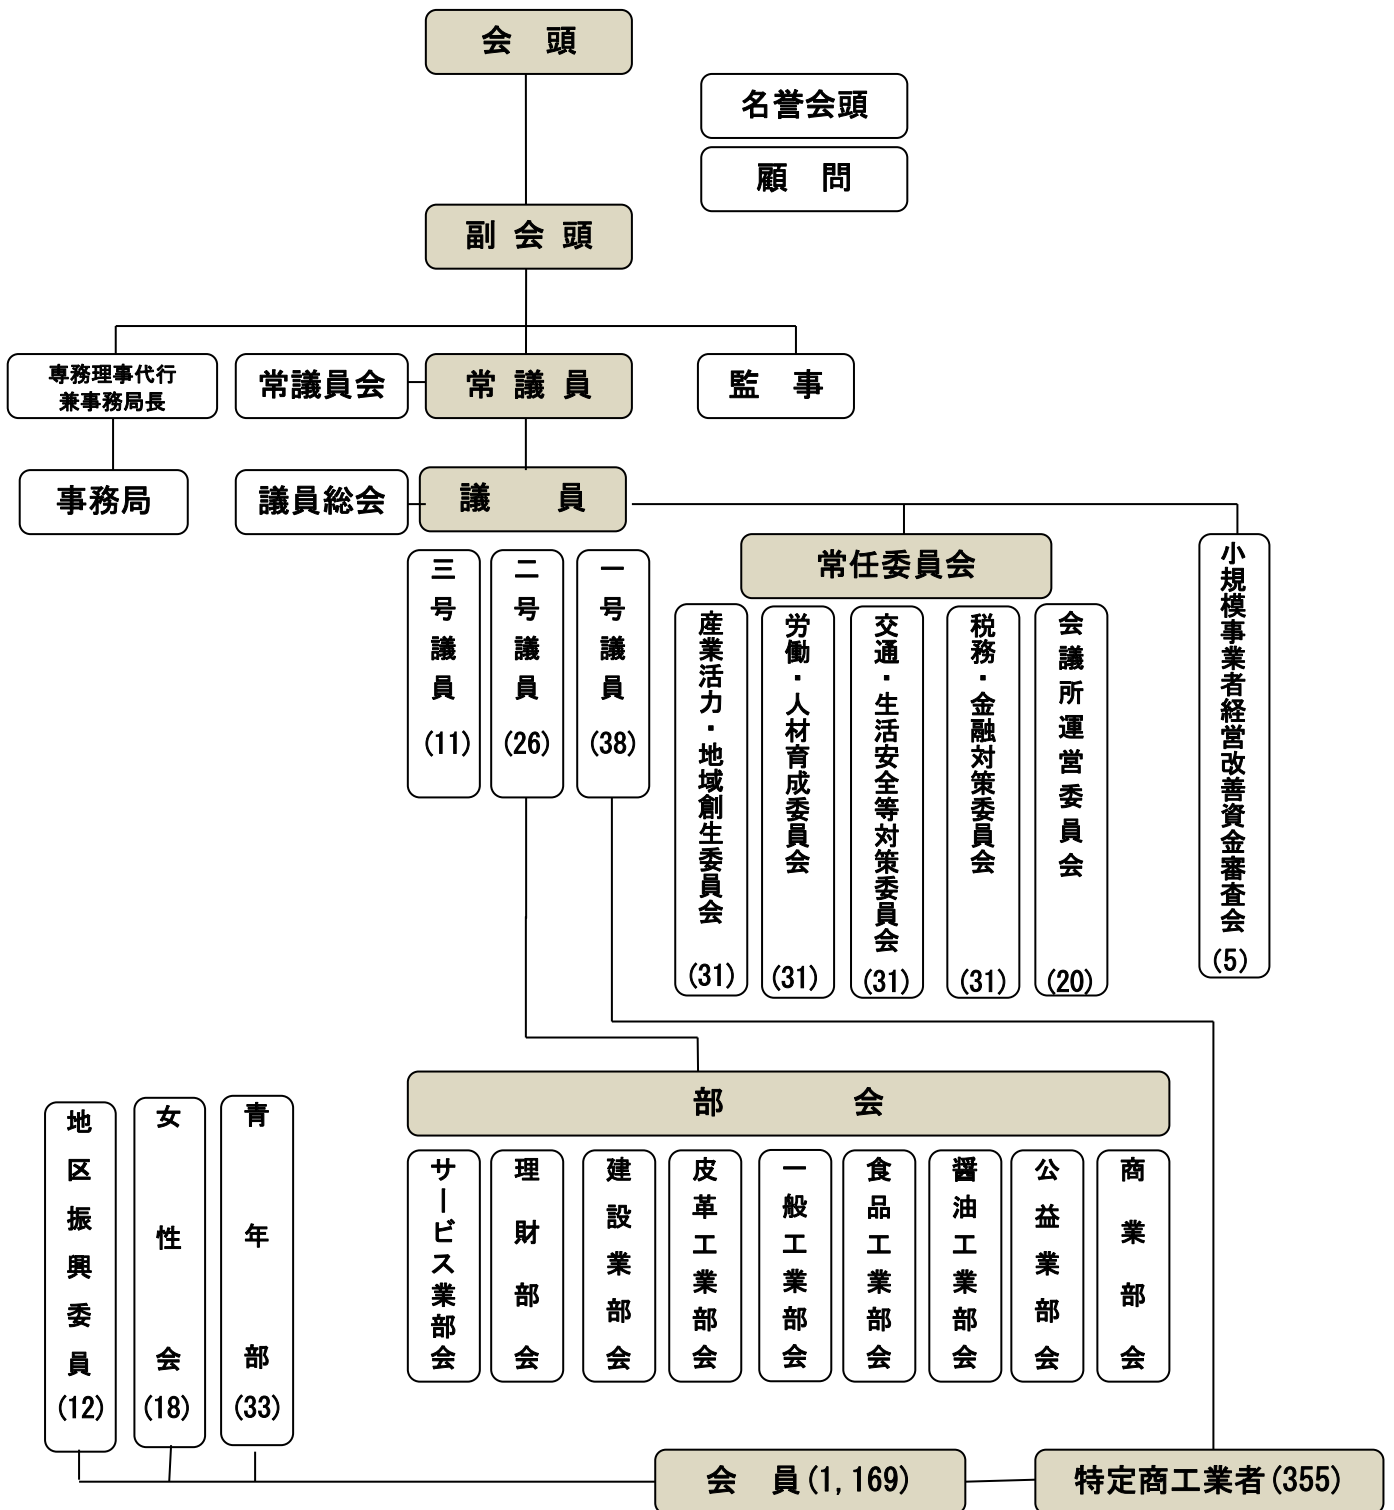 会　頭
名誉会頭
顧　問
副 会 頭
専務理事代行
兼事務局長
常議員会
常 議 員
監　事
事務局
議員総会
議　　員
三号議員 (11)
二号議員 (26)
一号議員 (38)
常任委員会
産業活力・地域創生委員会 (31)
労働・人材育成委員会 (31)
交通・生活安全等対策委員会 (31)
税務・金融対策委員会 (31)
会議所運営委員会 (20)
小規模事業者経営改善資金審査会 (5)
部　　　　会
サービス業部会
理財部会
建設業部会
皮革工業部会
一般工業部会
食品工業部会
醤油工業部会
公益業部会
商業部会
地区振興委員 (12)
女性会 (18)
青年部 (33)
会　員(1,169)
特定商工業者(355)